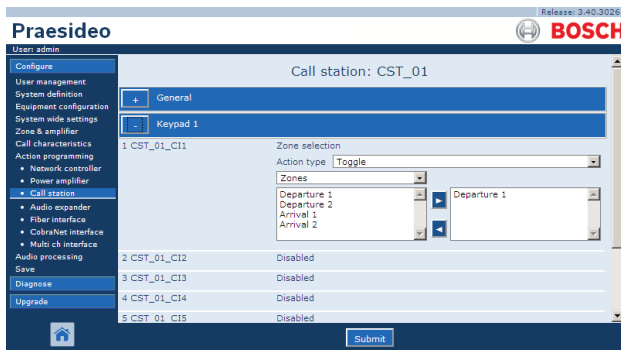 Release: 3.40.3026
Praesideo
BOSCH
User: admin
Configure
User management
System definition
Equipment configuration
System wide settings
Zone & amplifier
Call characteristics
Action programming
• Network controller
• Power amplifier
• Call station
• Audio expander
• Fiber interface
• CobraNet interface
• Multi ch interface
Audio processing
Save
Diagnose
Upgrade
Call station: CST_01
+ General
- Keypad 1
1 CST_01_CI1 Zone selection
Action type Toggle
Zones
Departure 1
Departure 2
Arrival 1
Arrival 2
Departure 1
2 CST_01_CI2 Disabled
3 CST_01_CI3 Disabled
4 CST_01_CI4 Disabled
5 CST_01_CI5 Disabled
Submit